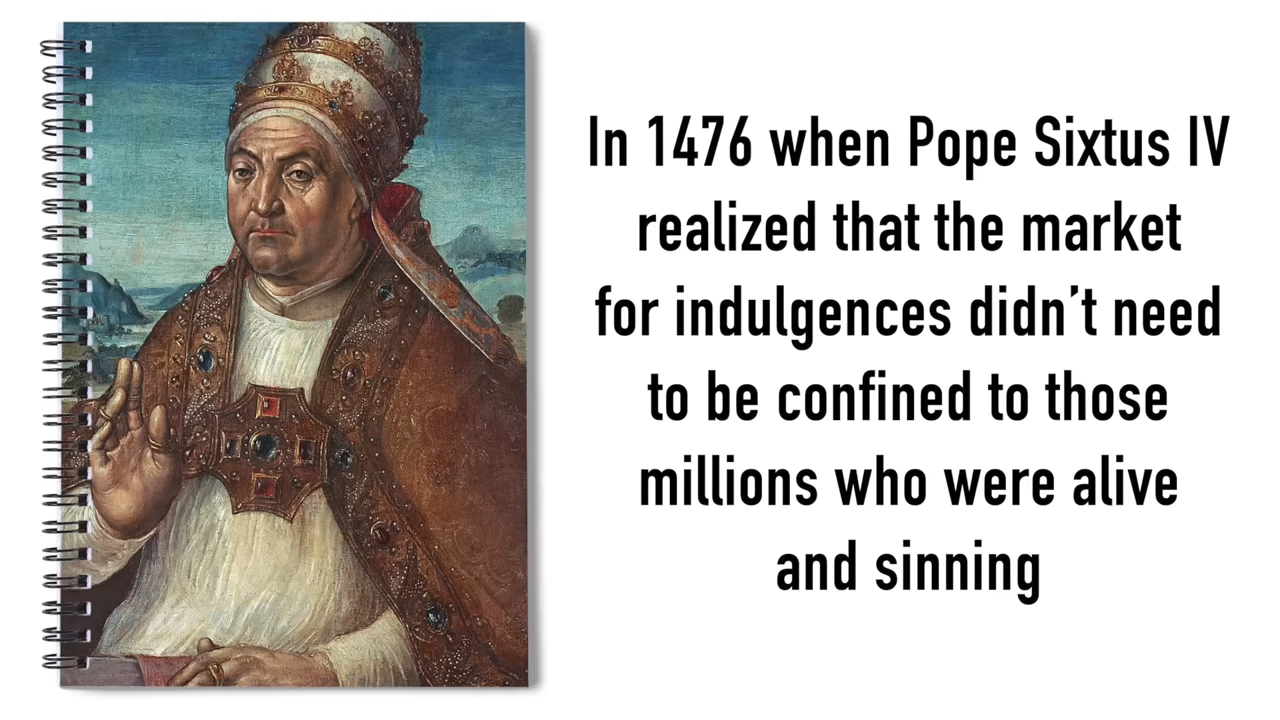 In 1476 when Pope Sixtus IV
realized that the market
for indulgences didn’t need
to be confined to those
millions who were alive
and sinning